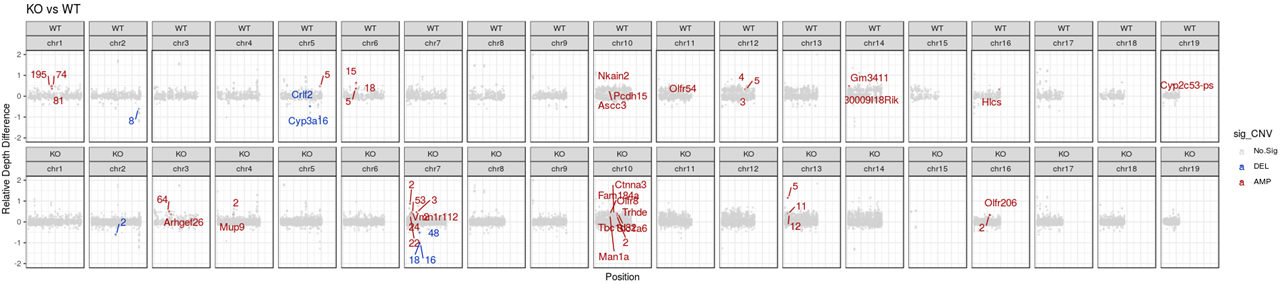 KO vs WT
WT WT WT WT WT WT WT WT WT WT WT WT WT WT WT WT WT WT WT
chr1 chr2 chr3 chr4 chr5 chr6 chr7 chr8 chr9 chr10 chr11 chr12 chr13 chr14 chr15 chr16 chr17 chr18 chr19
2
1
0
-1
-2
195 74
81
8
5
Crlf2
Cyp3a16
15
18
5
Nkain2
Pcdh15
Ascc3
Olfr54
4
5
3
Gm3411
30009I18Rik
Hlcs
Cyp2c53-ps
KO KO KO KO KO KO KO KO KO KO KO KO KO KO KO KO KO KO KO
chr1 chr2 chr3 chr4 chr5 chr6 chr7 chr8 chr9 chr10 chr11 chr12 chr13 chr14 chr15 chr16 chr17 chr18 chr19
2
1
0
-1
-2
2
64
Arhgef26
2
Mup9
2
53
3
24
48
22
18 16
Ctnna3
Fam184a
Olfr8
Trhde
2
Man1a
5
11
12
Olfr206
2
Relative Depth Difference
Position
sig_CNV
a No.Sig
a DEL
a AMP